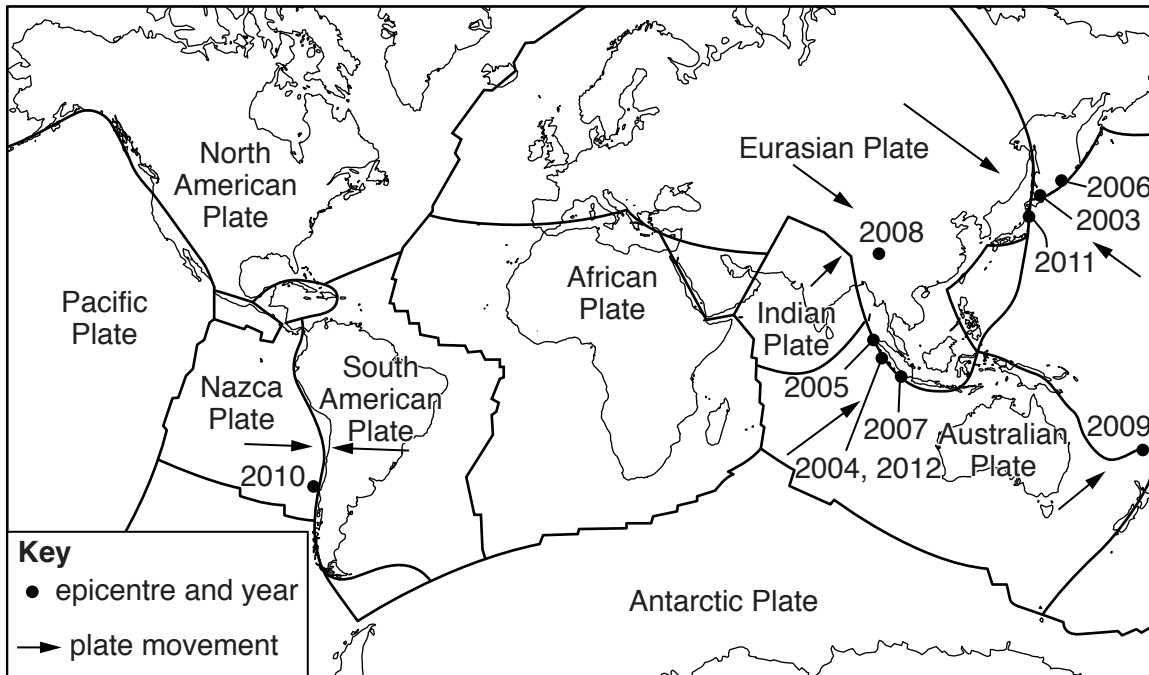 North
American
Plate
Eurasian Plate
2006
2003
2008
2011
African
Plate
Pacific
Plate
Indian
Plate
South
American
Plate
Nazca
Plate
2005
2007
2004, 2012
Australian
Plate
2009
2010
Key
epicentre and year
plate movement
Antarctic Plate